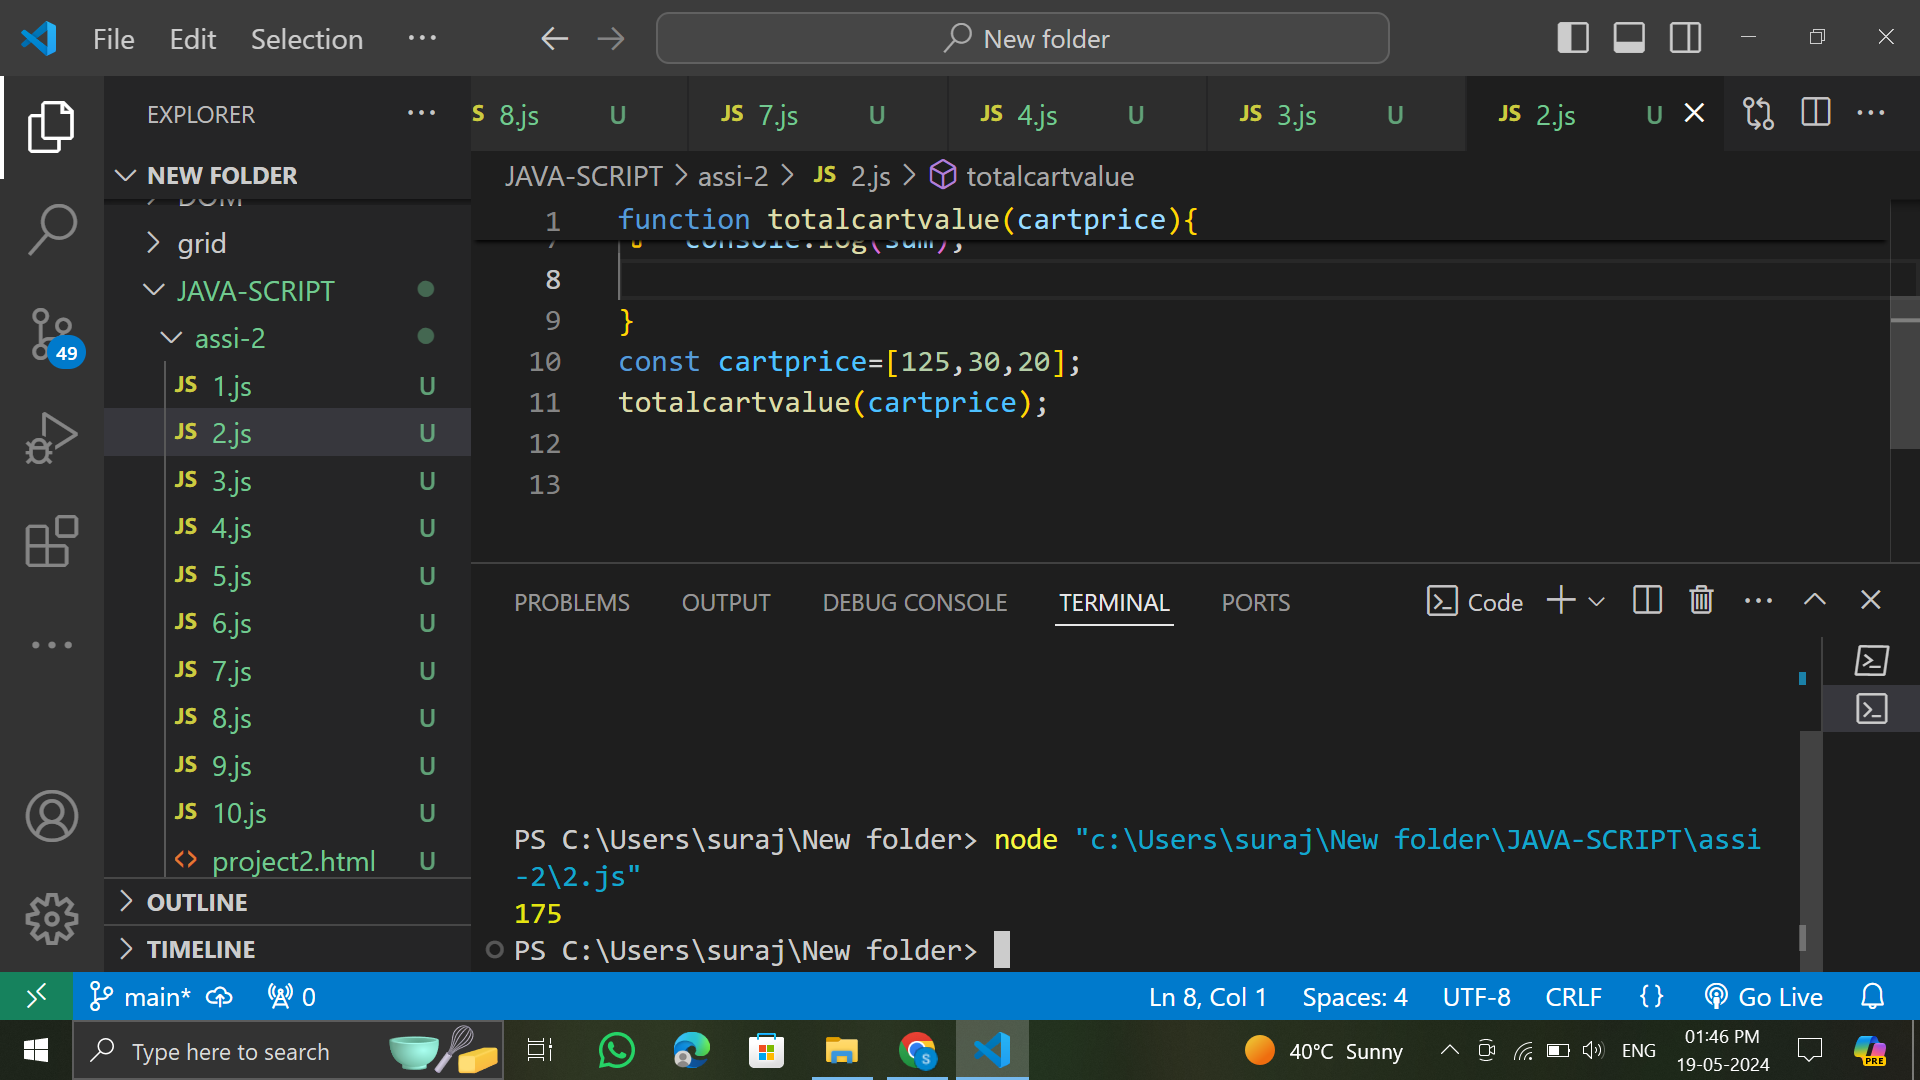 File Edit Selection ··· New folder
EXPLORER ···
JS 8.js U JS 7.js U JS 4.js U JS 3.js U JS 2.js U
NEW FOLDER
JAVA-SCRIPT > assi-2 > JS 2.js > totalcartvalue
DOM
grid
JAVA-SCRIPT
assi-2
JS 1.js U
JS 2.js U
JS 3.js U
JS 4.js U
JS 5.js U
JS 6.js U
JS 7.js U
JS 8.js U
JS 9.js U
JS 10.js U
<> project2.html U
OUTLINE
TIMELINE
49
1 function totalcartvalue(cartprice){
7 console.log(sum);
8
9 }
10 const cartprice=[125,30,20];
11 totalcartvalue(cartprice);
12
13
PROBLEMS OUTPUT DEBUG CONSOLE TERMINAL PORTS Code
PS C:\Users\suraj\New folder> node "c:\Users\suraj\New folder\JAVA-SCRIPT\assi
-2\2.js"
175
PS C:\Users\suraj\New folder>
main* 0 Ln 8, Col 1 Spaces: 4 UTF-8 CRLF {} Go Live
Type here to search 40°C Sunny ENG 01:46 PM
19-05-2024
S
PRE